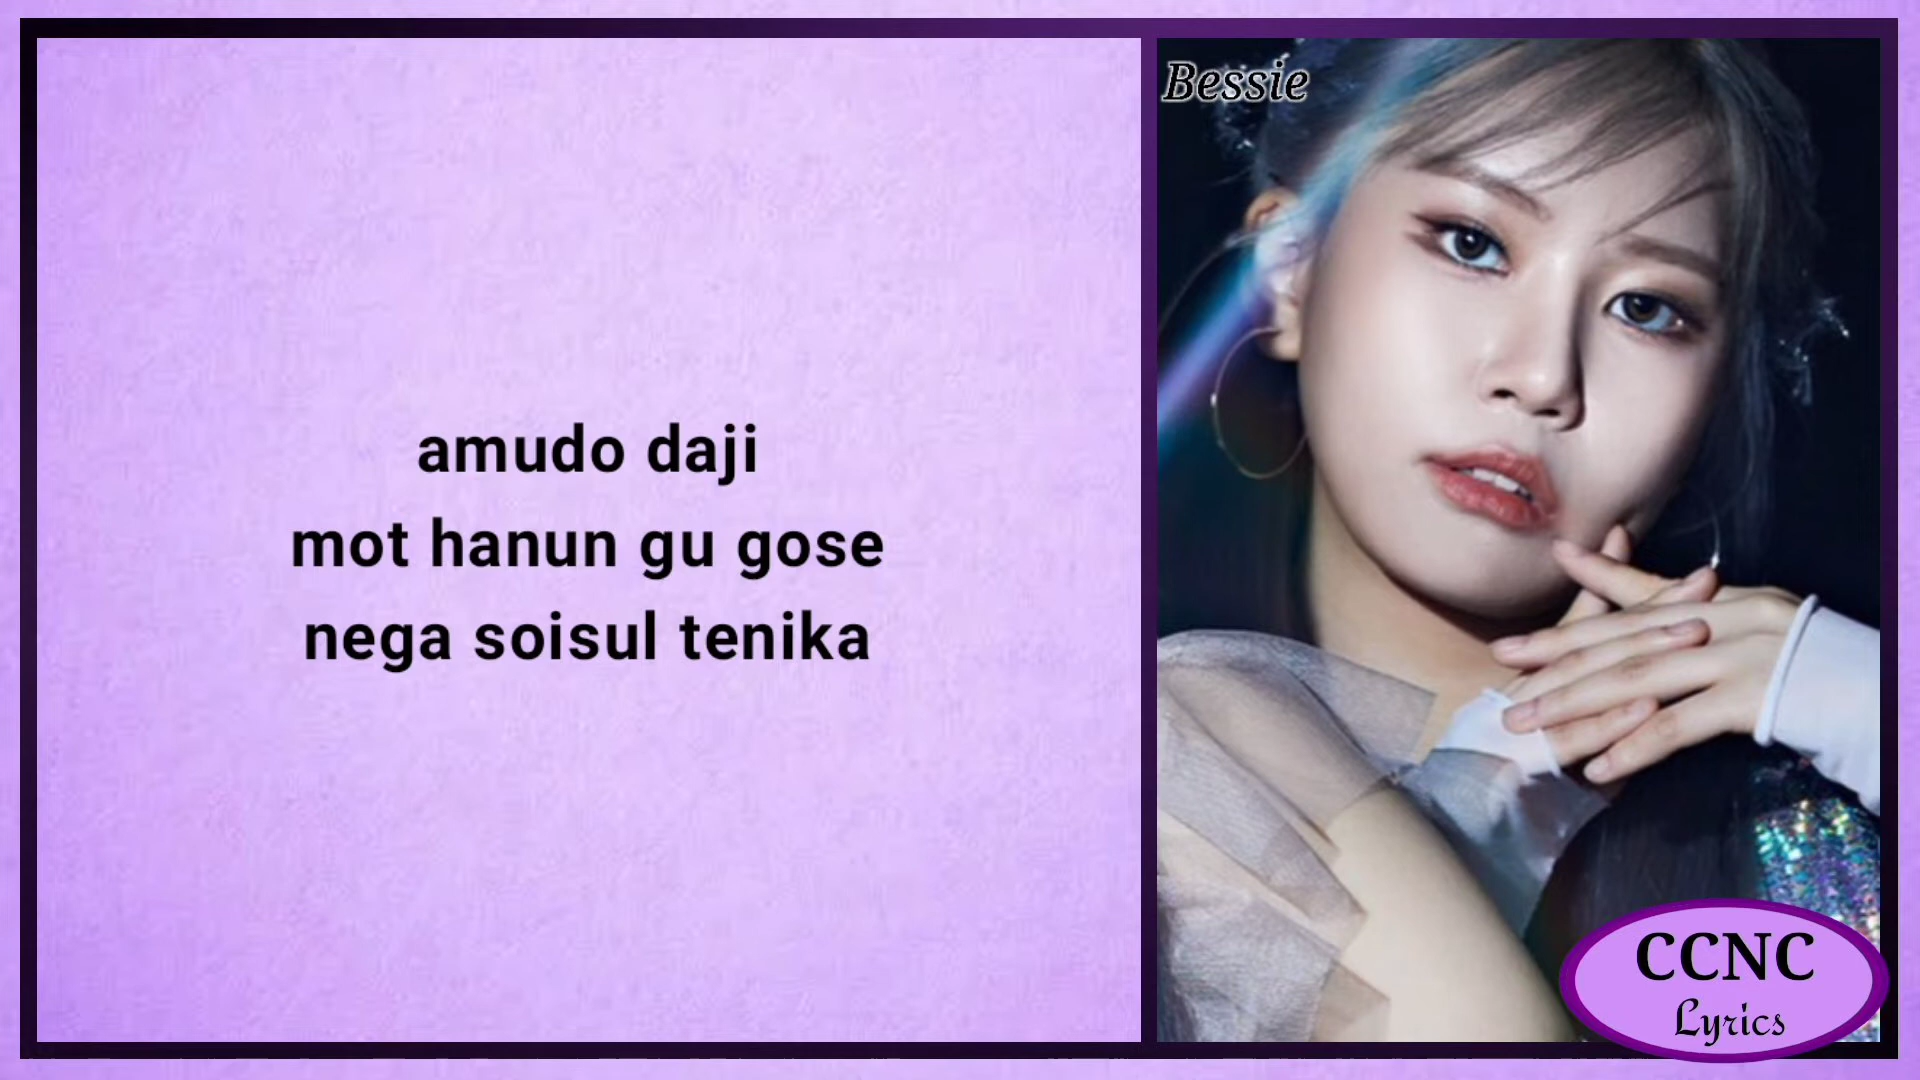 Bessie
amudo daji
mot hanun gu gose
nega soisul tenika
CCNC
Lyrics